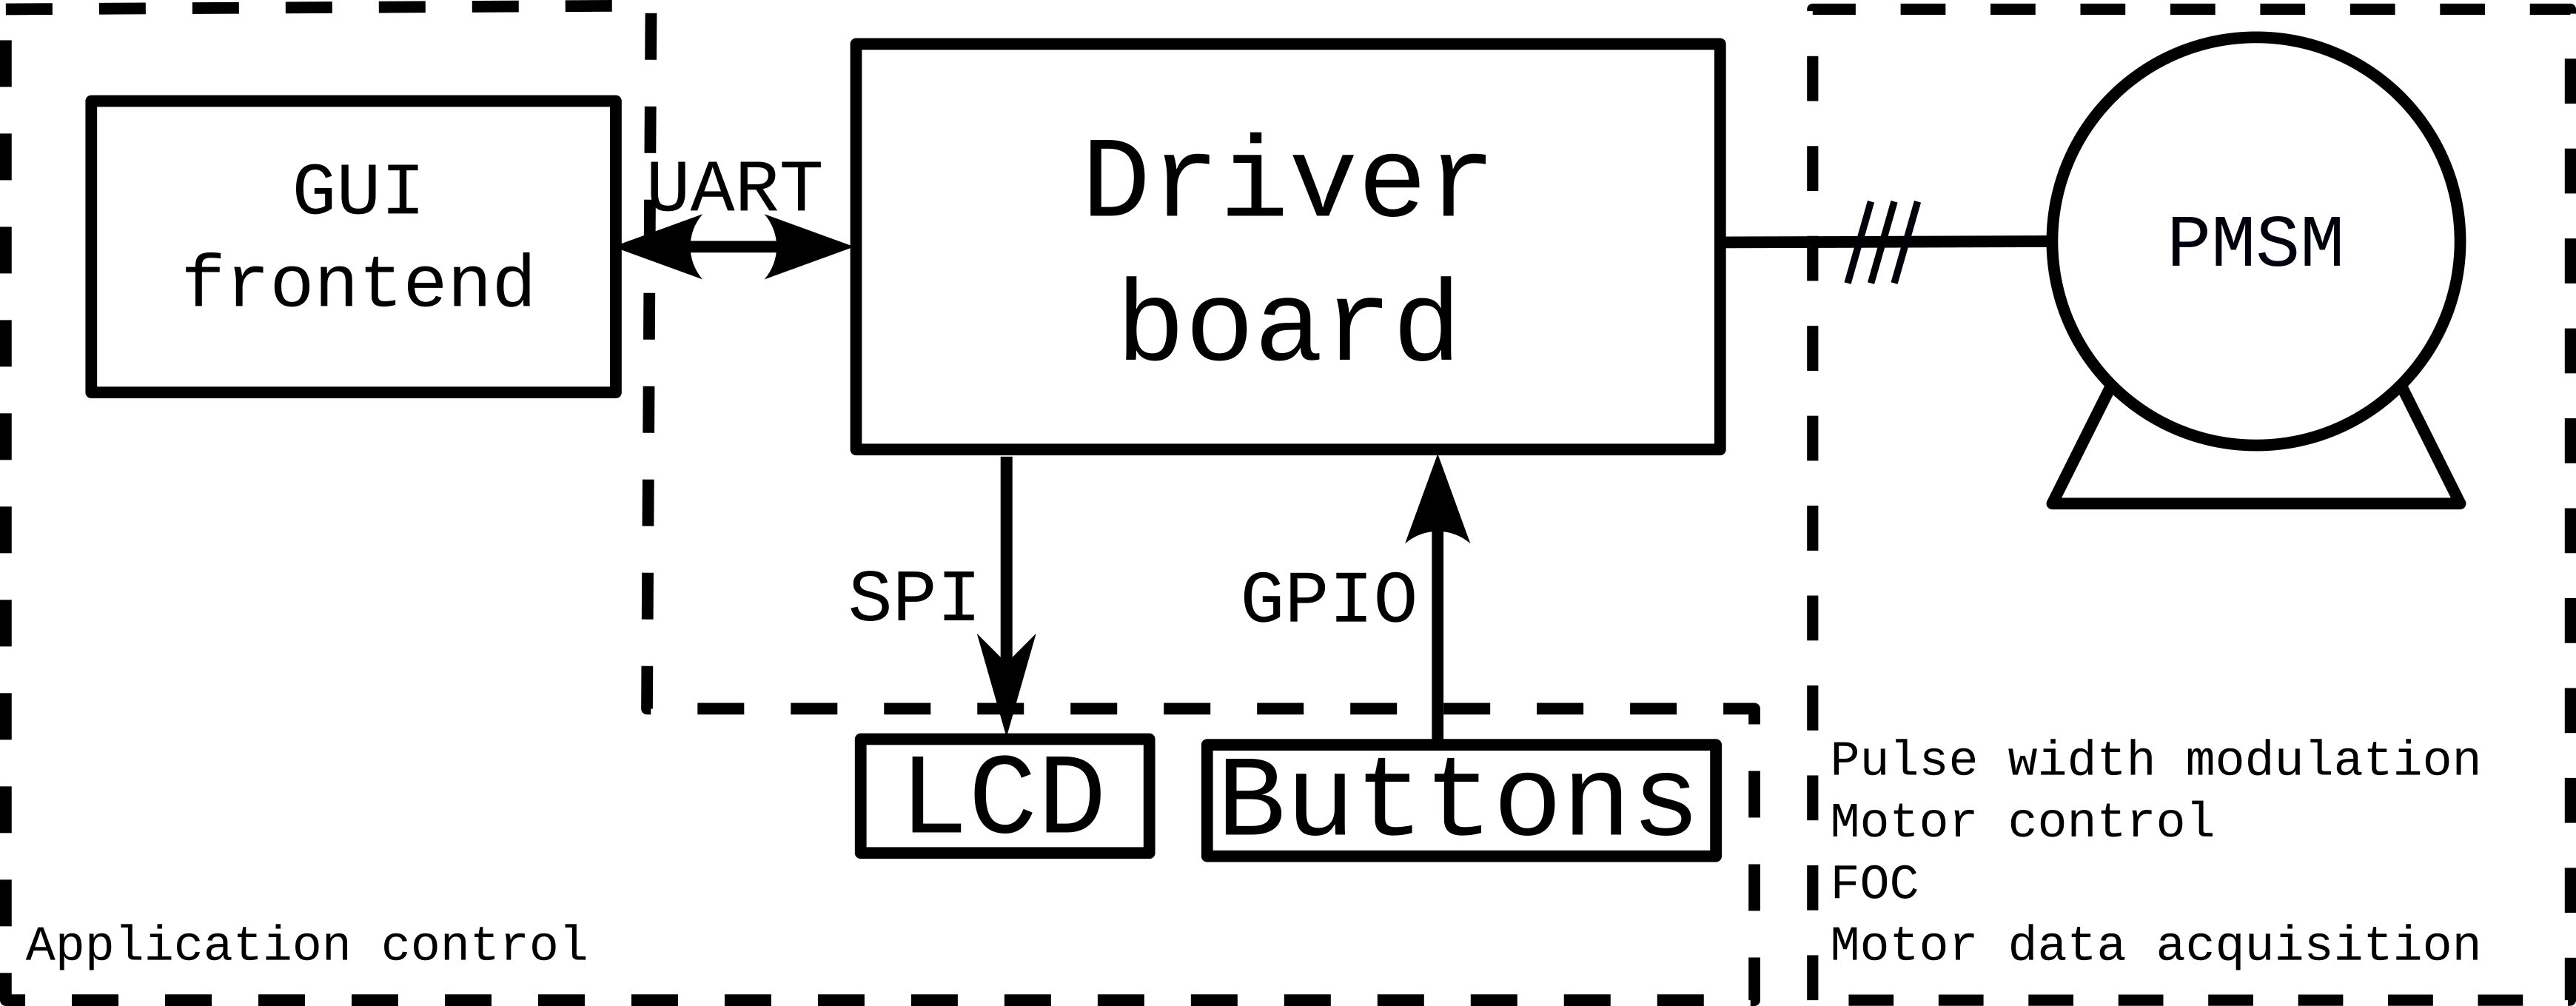 GUI
frontend
UART
Driver
board
PMSM
SPI
GPIO
LCD
Buttons
Application control
Pulse width modulation
Motor control
FOC
Motor data acquisition